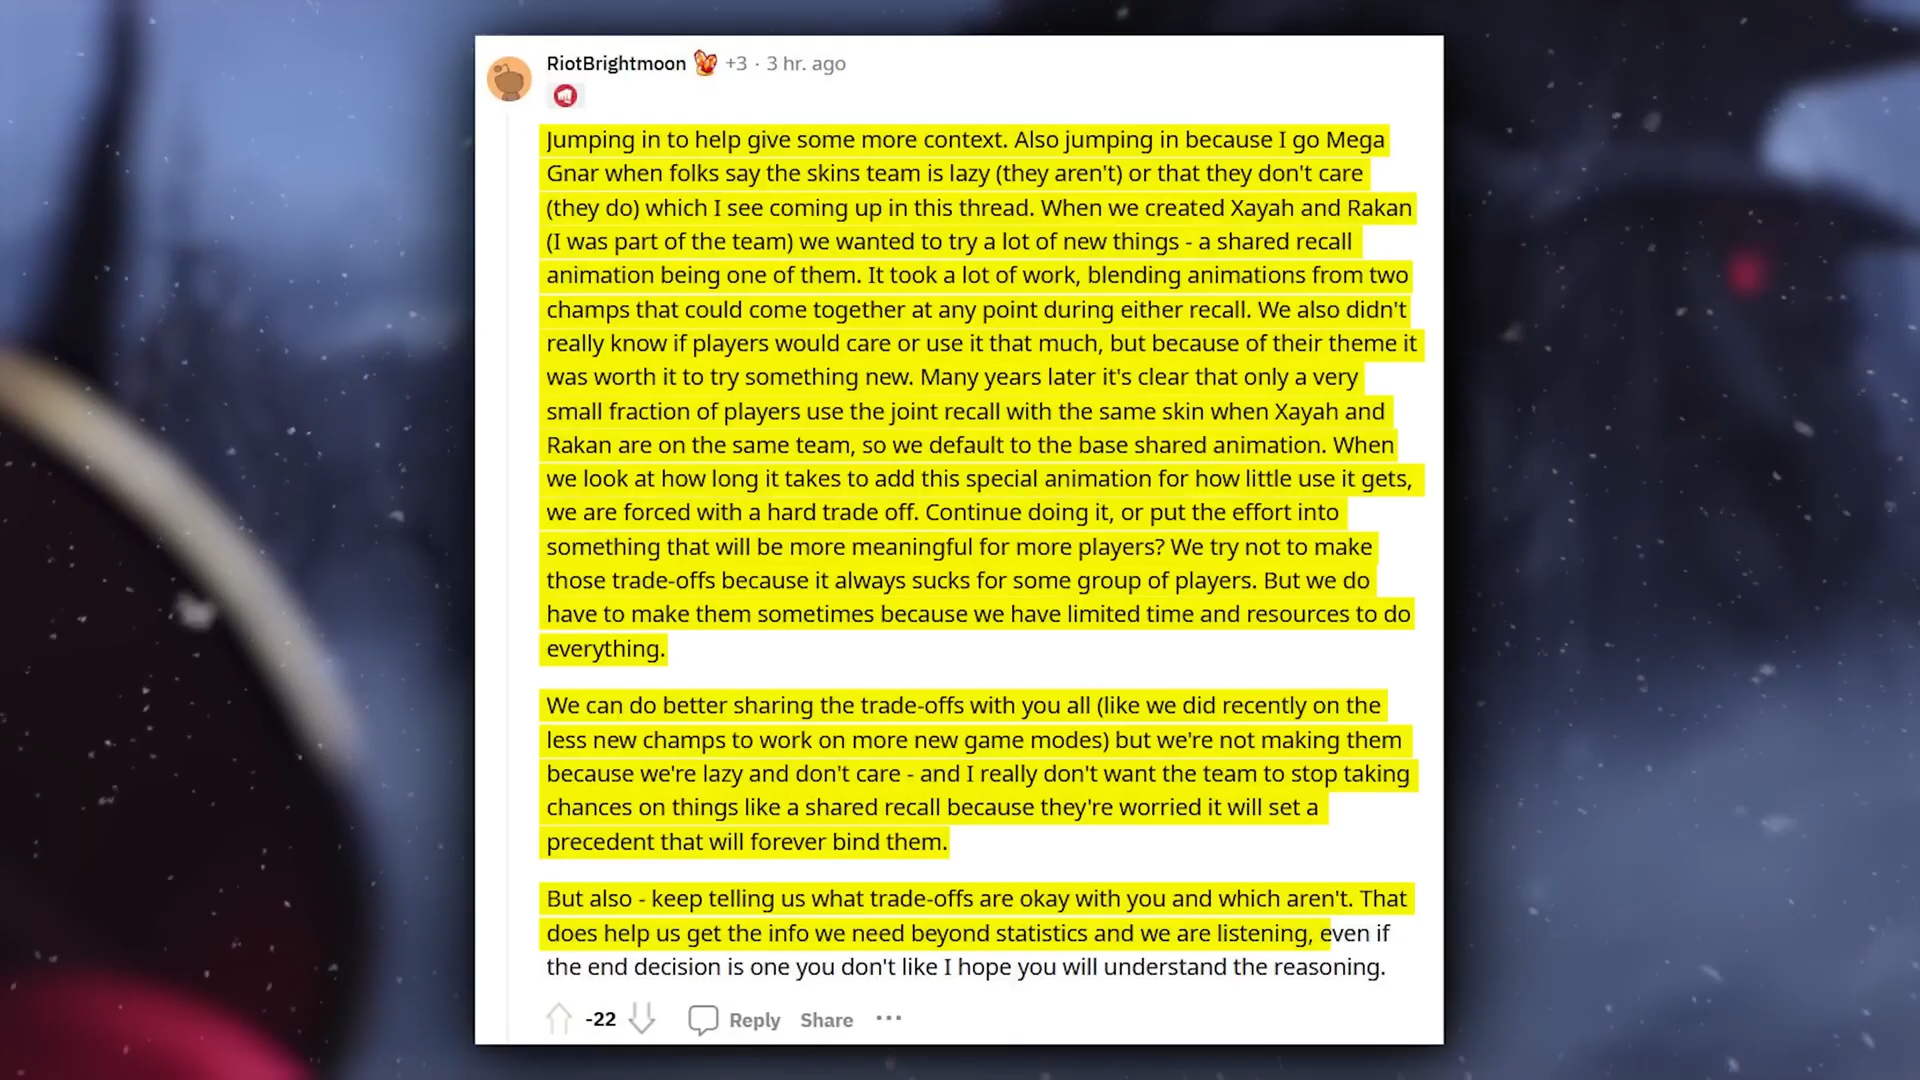 RiotBrightmoon +3 · 3 hr. ago
Jumping in to help give some more context. Also jumping in because I go Mega
Gnar when folks say the skins team is lazy (they aren't) or that they don't care
(they do) which I see coming up in this thread. When we created Xayah and Rakan
(I was part of the team) we wanted to try a lot of new things - a shared recall
animation being one of them. It took a lot of work, blending animations from two
champs that could come together at any point during either recall. We also didn't
really know if players would care or use it that much, but because of their theme it
was worth it to try something new. Many years later it's clear that only a very
small fraction of players use the joint recall with the same skin when Xayah and
Rakan are on the same team, so we default to the base shared animation. When
we look at how long it takes to add this special animation for how little use it gets,
we are forced with a hard trade off. Continue doing it, or put the effort into
something that will be more meaningful for more players? We try not to make
those trade-offs because it always sucks for some group of players. But we do
have to make them sometimes because we have limited time and resources to do
everything.
We can do better sharing the trade-offs with you all (like we did recently on the
less new champs to work on more new game modes) but we're not making them
because we're lazy and don't care - and I really don't want the team to stop taking
chances on things like a shared recall because they're worried it will set a
precedent that will forever bind them.
But also - keep telling us what trade-offs are okay with you and which aren't. That
does help us get the info we need beyond statistics and we are listening, even if
the end decision is one you don't like I hope you will understand the reasoning.
-22 Reply Share ···